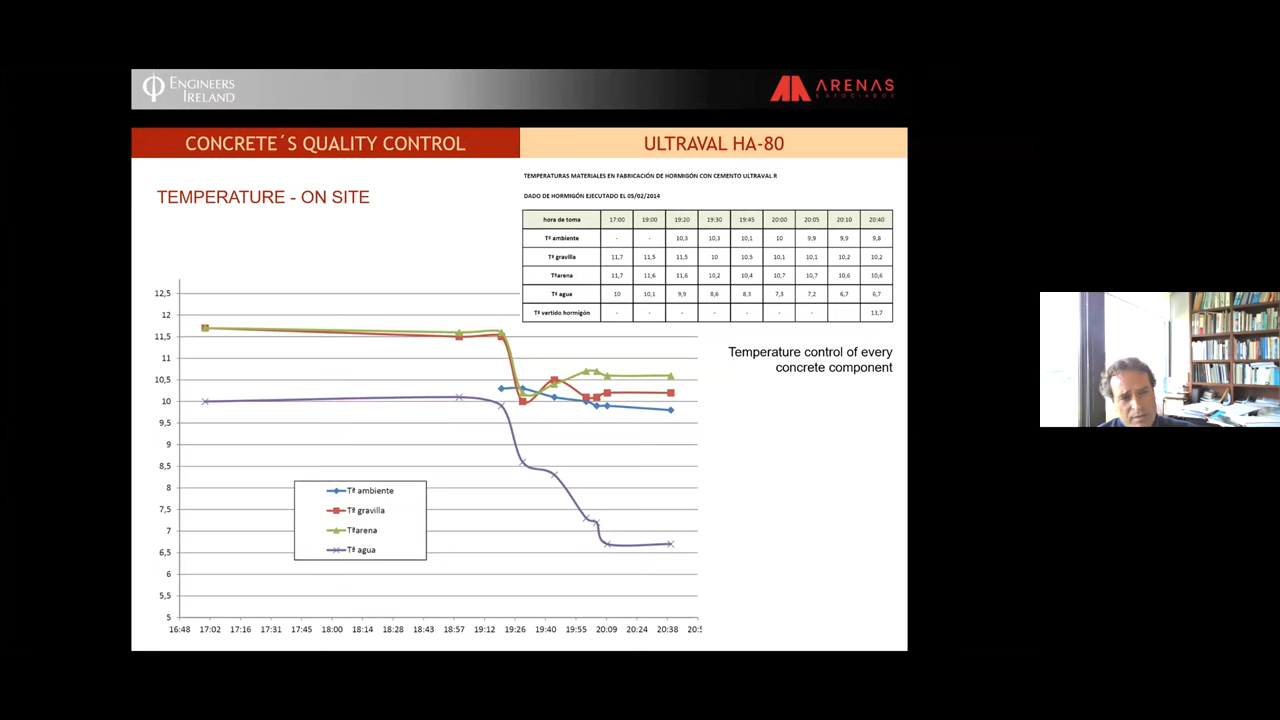 ENGINEERS
IRELAND
ARENAS
& ASOCIADOS
CONCRETE´S QUALITY CONTROL
ULTRAVAL HA-80
TEMPERATURE - ON SITE
TEMPERATURAS MATERIALES EN FABRICACIÓN DE HORMIGÓN CON CEMENTO ULTRAVAL R
DADO DE HORMIGÓN EJECUTADO EL 05/02/2014
hora de toma 17:00 19:00 19:20 19:30 19:45 20:00 20:05 20:10 20:40
Tª ambiente - - 10,3 10,3 10,1 10 9,9 9,9 9,8
Tª gravilla 11,7 11,5 11,5 10 10,5 10,1 10,1 10,2 10,2
Tªarena 11,7 11,6 11,6 10,2 10,4 10,7 10,7 10,6 10,6
Tª agua 10 10,1 9,9 8,6 8,3 7,3 7,2 6,7 6,7
Tª vertido hormigón - - - - - - - 13,7
Temperature control of every
concrete component
12,5
12
11,5
11
10,5
10
9,5
9
8,5
8
7,5
7
6,5
6
5,5
5
Tª ambiente
Tª gravilla
Tªarena
Tª agua
16:48 17:02 17:16 17:31 17:45 18:00 18:14 18:28 18:43 18:57 19:12 19:26 19:40 19:55 20:09 20:24 20:38